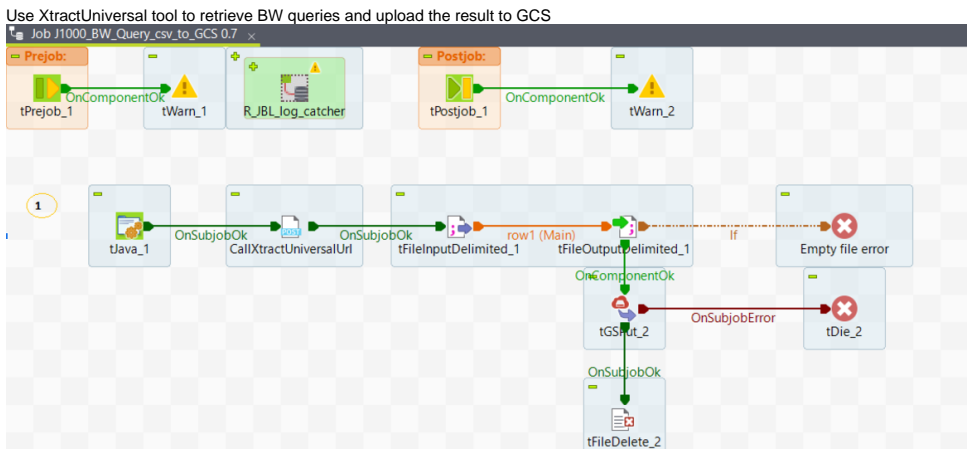 Use XtractUniversal tool to retrieve BW queries and upload the result to GCS
Job J1000_BW_Query_csv_to_GCS 0.7
Prejob:
Postjob:
OnComponentOk
OnComponentOk
tPrejob_1
tWarn_1
R_JBL_log_catcher
tPostjob_1
tWarn_2
1
OnSubjobOk
POST
OnSubjobOk
row1 (Main)
If
tJava_1
CallXtractUniversalUrl
tFileInputDelimited_1
tFileOutputDelimited_1
Empty file error
OnComponentOk
OnSubjobError
tGSPut_2
tDie_2
OnSubjobOk
tFileDelete_2